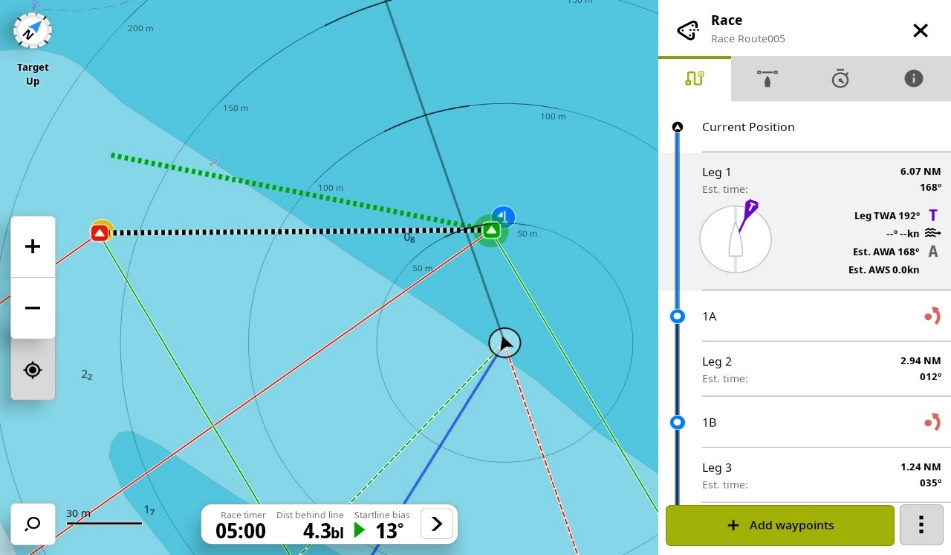 200 m
150 m
N
Target
Up
150 m
100 m
2
100 m
0₈
50 m
50 m
2₂
1₇
30 m
Race timer
05:00
Dist behind line
4.3bl
Startline bias
13°
Race
Race Route005
Current Position
Leg 1
6.07 NM
Est. time:
168°
T
Leg TWA 192° T
--º --kn
Est. AWA 168° A
Est. AWS 0.0kn
1A
Leg 2
2.94 NM
Est. time:
012°
1B
Leg 3
1.24 NM
Est. time:
035°
+ Add waypoints